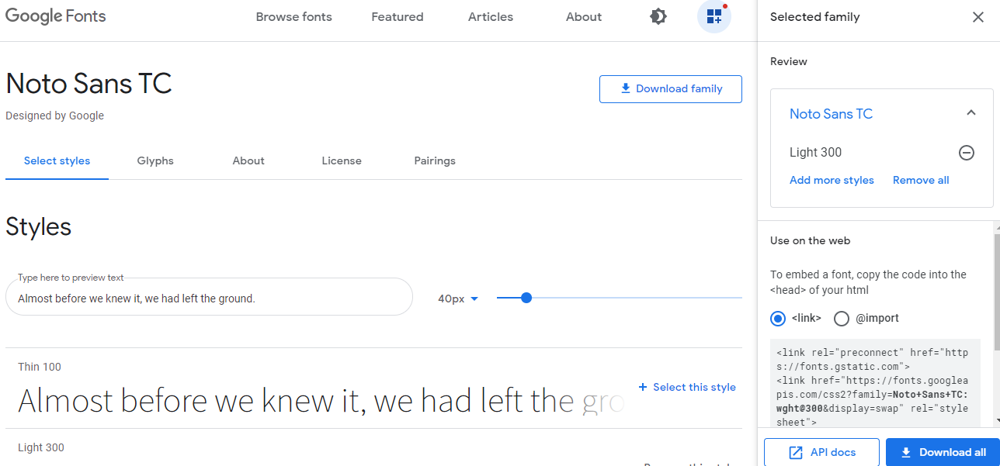 Google Fonts
Browse fonts
Featured
Articles
About
Noto Sans TC
Designed by Google
Download family
Select styles
Glyphs
About
License
Pairings
Styles
Type here to preview text
Almost before we knew it, we had left the ground.
40px
Thin 100
Almost before we knew it, we had left the gro
+ Select this style
Light 300
Selected family
Review
Noto Sans TC
Light 300
Add more styles
Remove all
Use on the web
To embed a font, copy the code into the
<head> of your html
<link>
@import
<link rel="preconnect" href="http
s://fonts.gstatic.com">
<link href="https://fonts.googlea
pis.com/css2?family=Noto+Sans+TC:
wght@300&display=swap" rel="style
sheet">
API docs
Download all